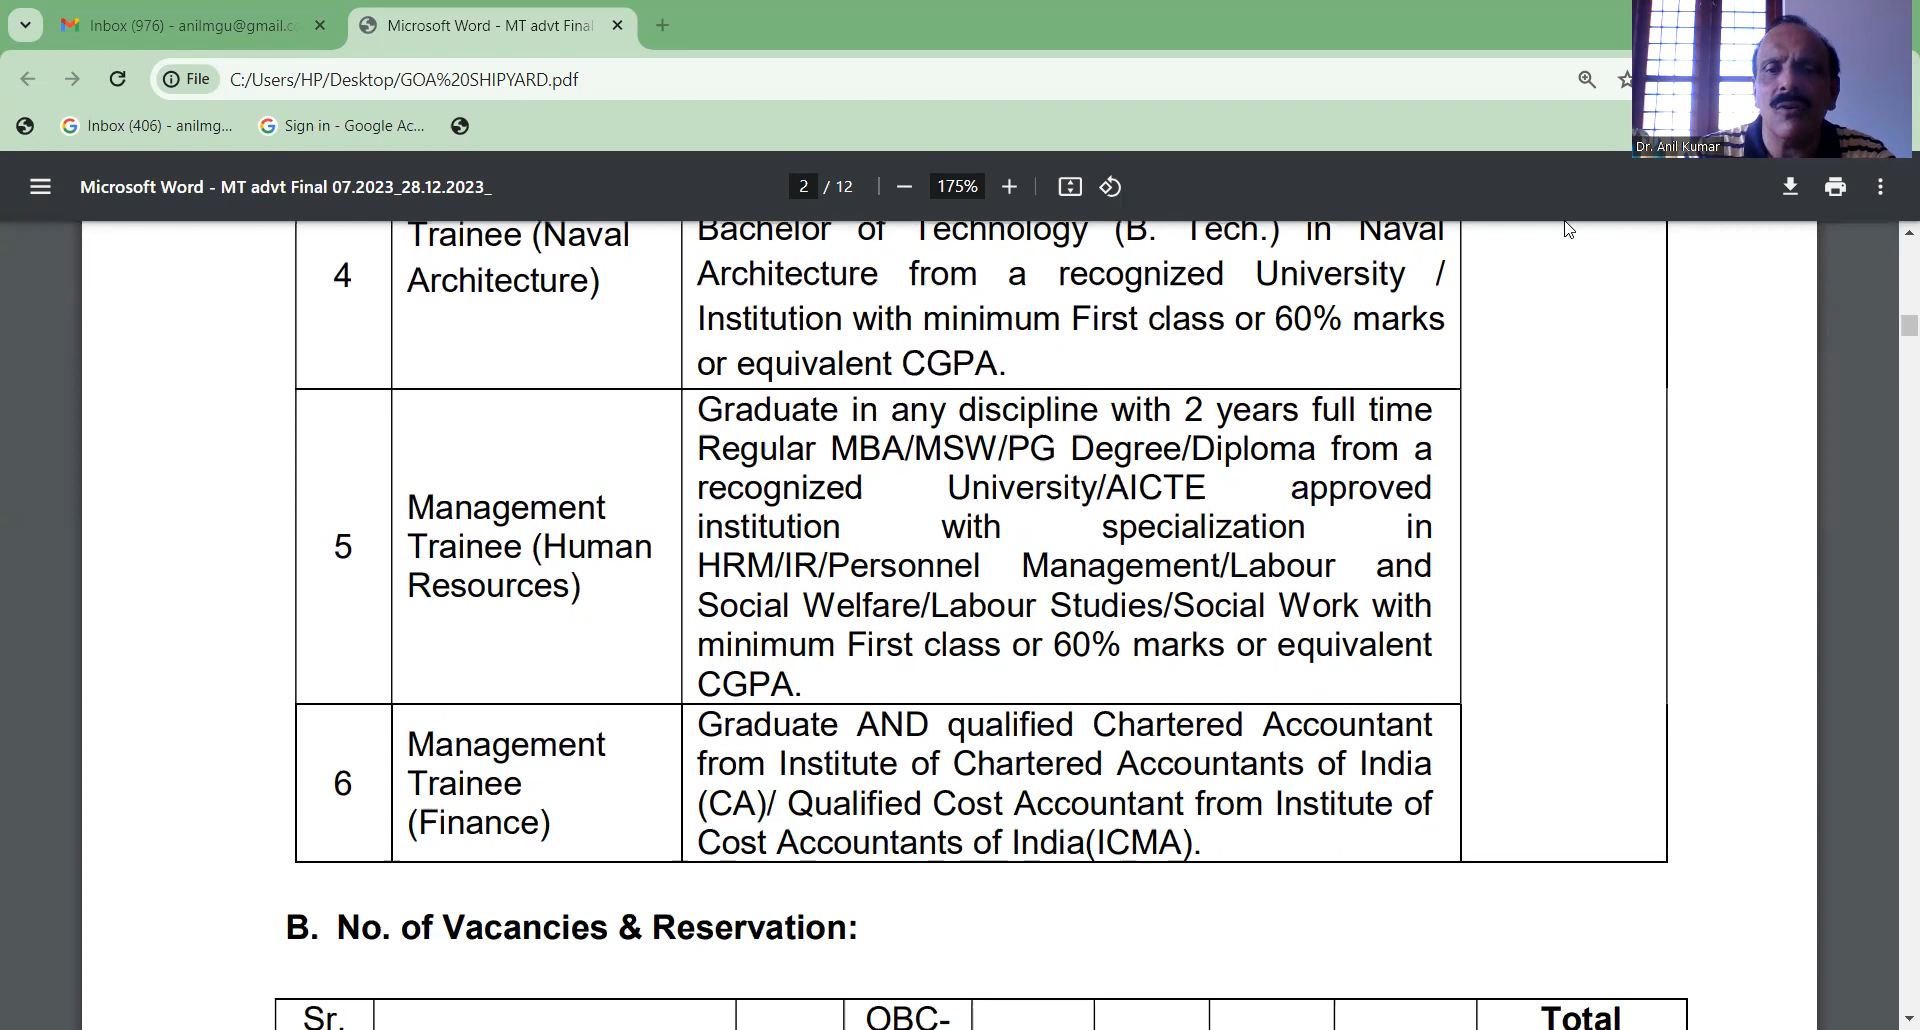 Inbox (976) - anilmgu@gmail.c
Microsoft Word - MT advt Final
File
C:/Users/HP/Desktop/GOA%20SHIPYARD.pdf
Inbox (406) - anilmg...
Sign in - Google Ac...
Dr. Anil Kumar
Microsoft Word - MT advt Final 07.2023_28.12.2023_
2 / 12
175%
4
Trainee (Naval
Architecture)
Bachelor of Technology (B. Tech.) in Naval
Architecture from a recognized University /
Institution with minimum First class or 60% marks
or equivalent CGPA.
5
Management
Trainee (Human
Resources)
Graduate in any discipline with 2 years full time
Regular MBA/MSW/PG Degree/Diploma from a
recognized University/AICTE approved
institution with specialization in
HRM/IR/Personnel Management/Labour and
Social Welfare/Labour Studies/Social Work with
minimum First class or 60% marks or equivalent
CGPA.
6
Management
Trainee
(Finance)
Graduate AND qualified Chartered Accountant
from Institute of Chartered Accountants of India
(CA)/ Qualified Cost Accountant from Institute of
Cost Accountants of India(ICMA).
B. No. of Vacancies & Reservation:
Sr.
OBC-
Total